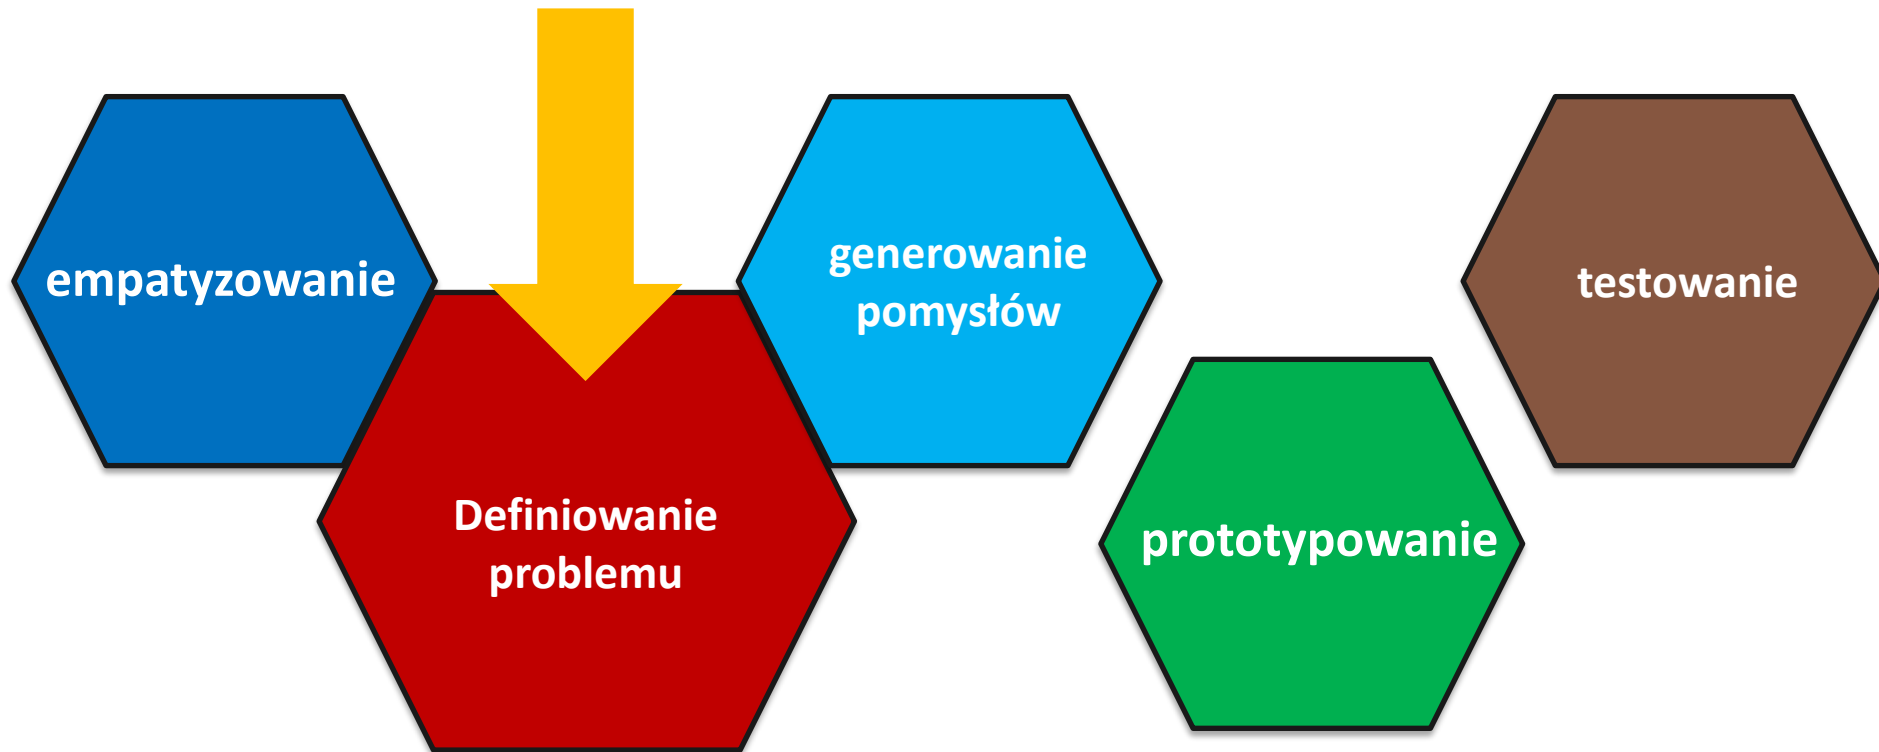 empatyzowanie
Definiowanie
problemu
generowanie
pomysłów
prototypowanie
testowanie